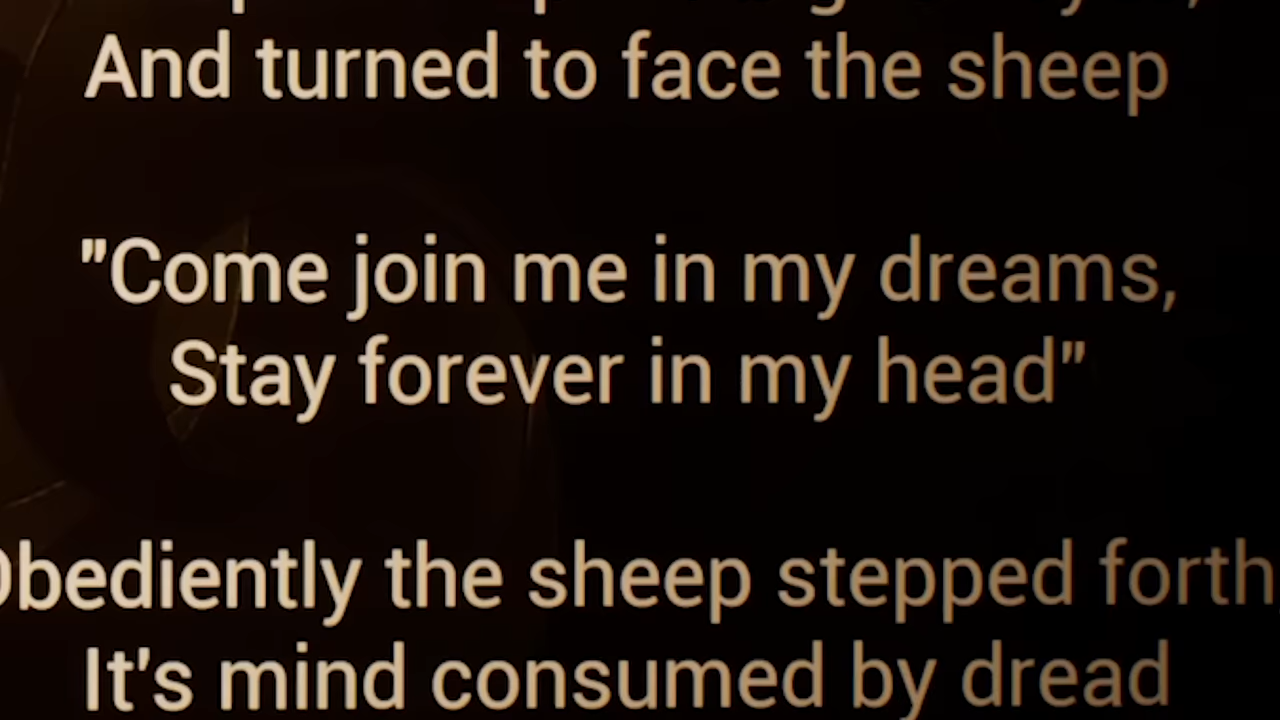 And turned to face the sheep
"Come join me in my dreams,
Stay forever in my head"
Obediently the sheep stepped forth
It's mind consumed by dread